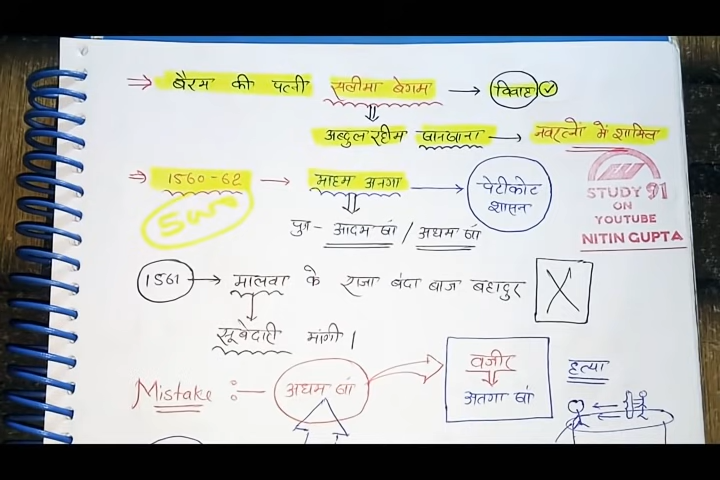 ⇒ बैरम की पत्नी सलीमा बेगम → विवाह
अब्दुल रहीम खानखाना → नवरत्नों में शामिल
⇒ 1560-62 → माहम अनगा → पेटीकोट शासन
पुत्र - आदम खां / अधम खां
1561 → मालवा के राजा बंदा बाज बहादुर X
सूबेदारी मांगी।
Mistake :- अधम खां
वजीर
अतगा खां
हत्या
STUDY 91
ON
YOUTUBE
NITIN GUPTA